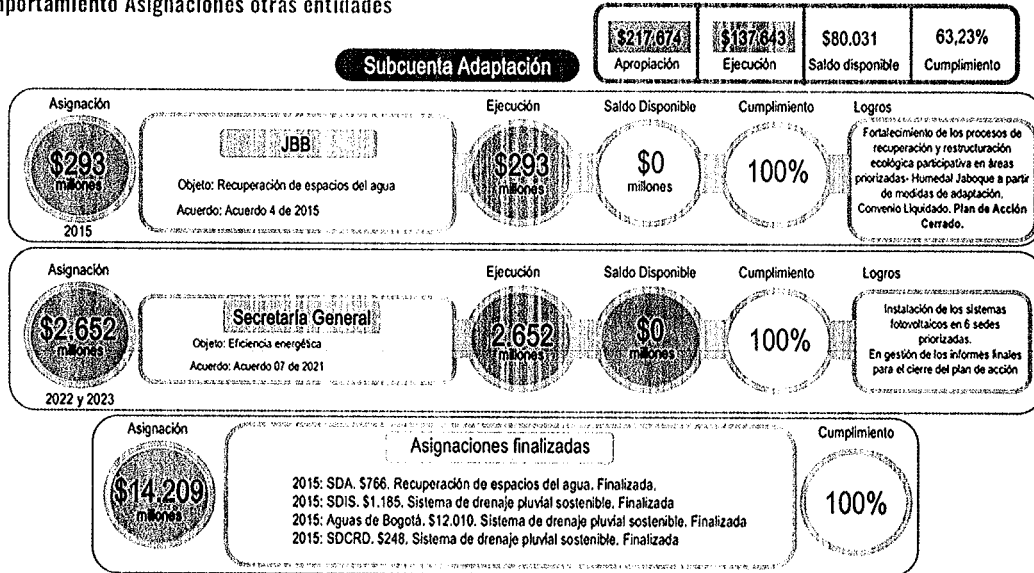 mportamiento Asignaciones otras entidades
$217.674
Apropiación
$137.643
Ejecución
$80.031
Saldo disponible
63,23%
Cumplimiento
Subcuenta Adaptación
Asignación
$293
millones
2015
JBB
Objeto: Recuperación de espacios del agua
Acuerdo: Acuerdo 4 de 2015
Ejecución
$293
millones
Saldo Disponible
$0
millones
Cumplimiento
100%
Logros
Fortalecimiento de los procesos de
recuperación y restructuración
ecológica participativa en áreas
priorizadas- Humedal Jaboque a partir
de medidas de adaptación.
Convenio Liquidado. Plan de Acción
Cerrado.
Asignación
$2,652
millones
2022 y 2023
Secretaría General
Objeto: Eficiencia energética
Acuerdo: Acuerdo 07 de 2021
Ejecución
2.652
millones
Saldo Disponible
$0
millones
Cumplimiento
100%
Logros
Instalación de los sistemas
fotovoltaicos en 6 sedes
priorizadas.
En gestión de los informes finales
para el cierre del plan de acción
Asignación
$14.209
millones
Asignaciones finalizadas
2015: SDA. $766. Recuperación de espacios del agua. Finalizada.
2015: SDIS. $1.185. Sistema de drenaje pluvial sostenible. Finalizada
2015: Aguas de Bogotá. $12.010. Sistema de drenaje pluvial sostenible. Finalizada
2015: SDCRD. $248. Sistema de drenaje pluvial sostenible. Finalizada
Cumplimiento
100%